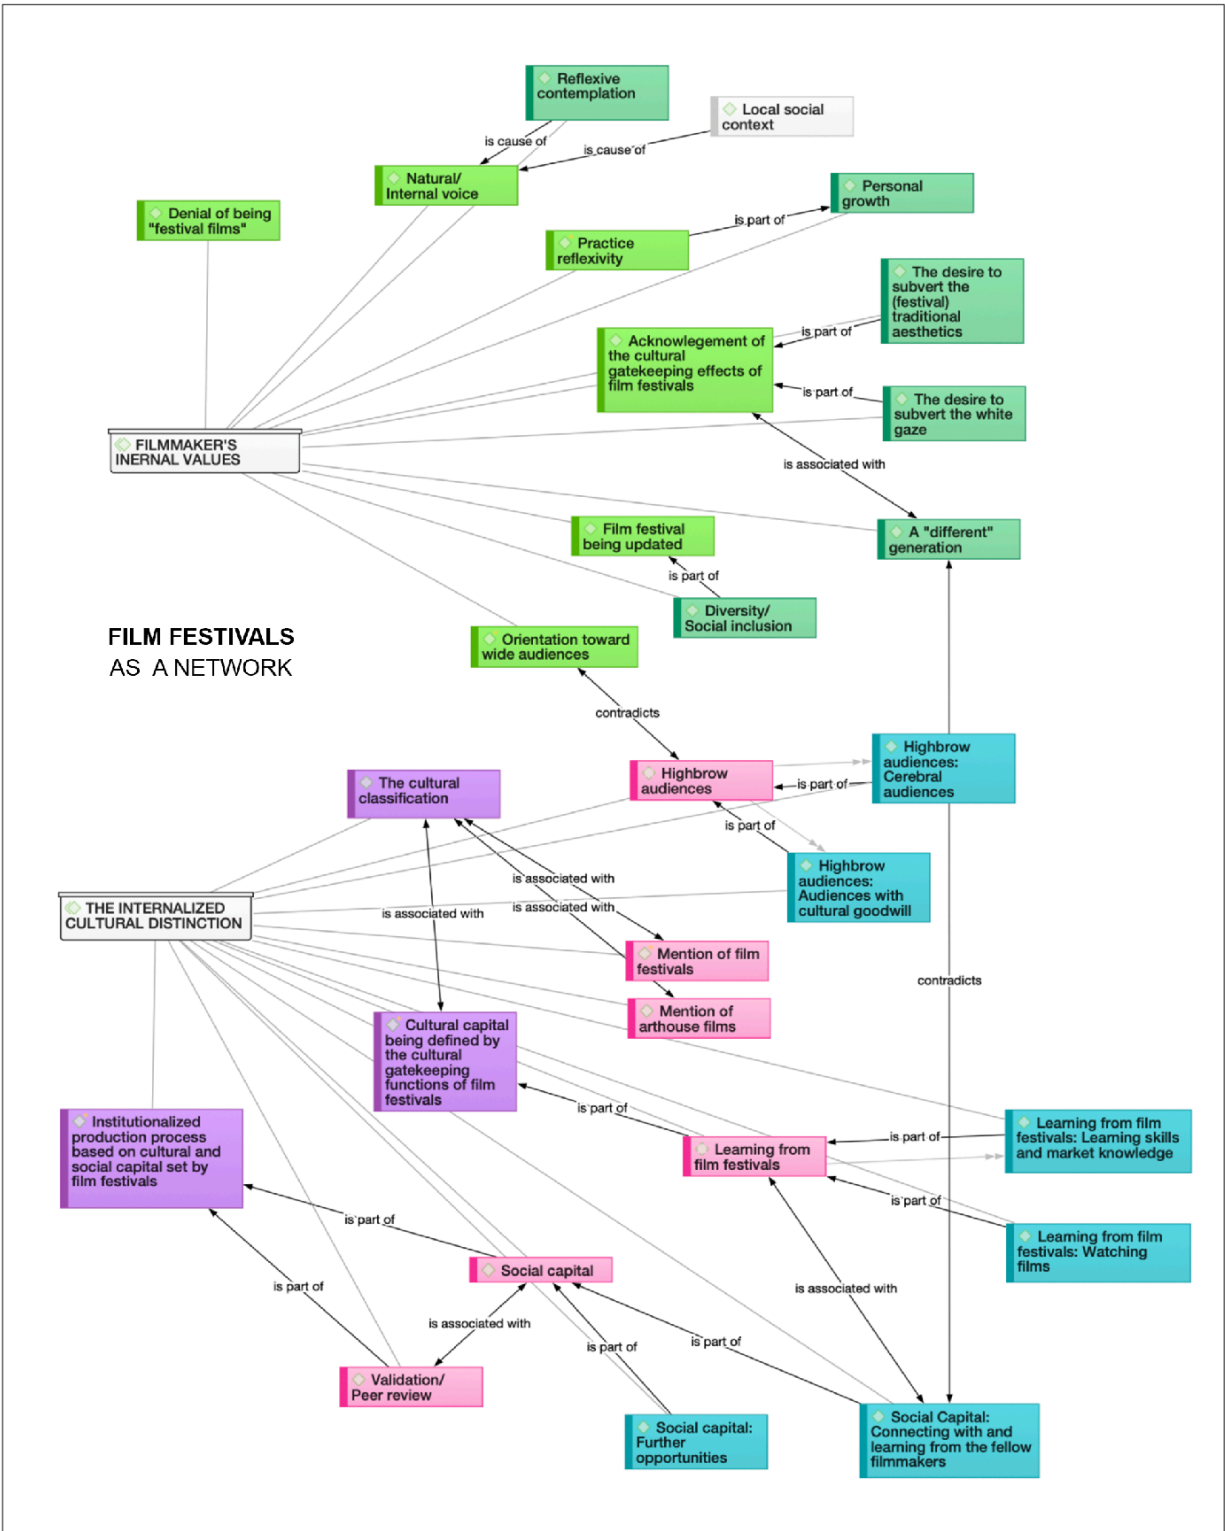 Reflexive
contemplation
Local social
context
is cause of
is cause of
Natural/
Internal voice
Personal
growth
Denial of being
"festival films"
is part of
Practice
reflexivity
The desire to
subvert the
(festival)
traditional
aesthetics
is part of
Acknowlegement of
the cultural
gatekeeping effects of
film festivals
is part of
The desire to
subvert the white
gaze
FILMMAKER'S
INERNAL VALUES
is associated with
Film festival
being updated
A "different"
generation
is part of
Diversity/
Social inclusion
FILM FESTIVALS
AS A NETWORK
Orientation toward
wide audiences
contradicts
Highbrow
audiences:
Cerebral
audiences
Highbrow
audiences
is part of
The cultural
classification
is part of
Highbrow
audiences:
Audiences with
cultural goodwill
is associated with
is associated with
is associated with
THE INTERNALIZED
CULTURAL DISTINCTION
Mention of film
festivals
contradicts
Mention of
arthouse films
Cultural capital
being defined by
the cultural
gatekeeping
functions of film
festivals
is part of
Institutionalized
production process
based on cultural and
social capital set by
film festivals
Learning from film
festivals: Learning skills
and market knowledge
is part of
Learning from
film festivals
is part of
is part of
Learning from film
festivals: Watching
films
Social capital
is part of
is associated with
is associated with
is part of
is part of
Validation/
Peer review
Social capital:
Further
opportunities
Social Capital:
Connecting with and
learning from the fellow
filmmakers